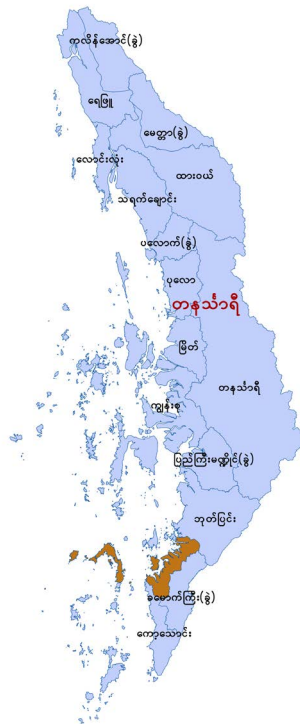 ကလိန်အောင်(ခွဲ)
ရေဖြူ
မေတ္တာ(ခွဲ)
လောင်းလုံး
ထားဝယ်
သရက်ချောင်း
ပလောက်(ခွဲ)
ပုလော
တနင်္သာရီ
မြိတ်
တနင်္သာရီ
ကျွန်းစု
ပြည်ကြီးမဏ္ဍိုင်(ခွဲ)
ဘုတ်ပြင်း
ခမောက်ကြီး(ခွဲ)
ကော့သောင်း